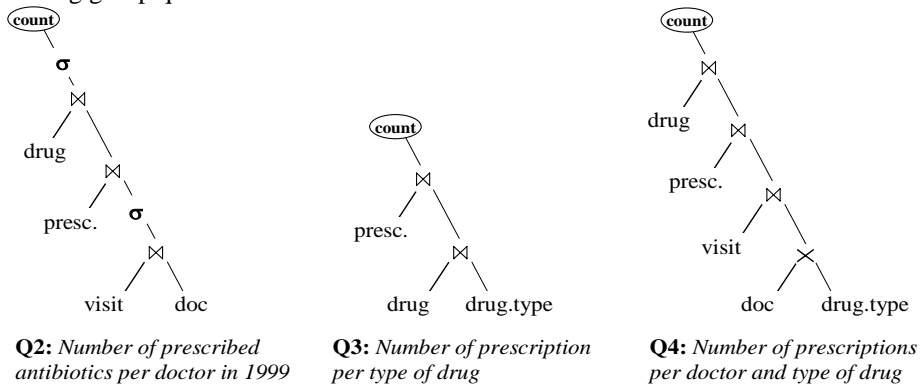 count
σ
drug
presc.
σ
visit doc
Q2: Number of prescribed
antibiotics per doctor in 1999
count
presc.
drug drug.type
Q3: Number of prescription
per type of drug
count
drug
presc.
visit
doc drug.type
Q4: Number of prescriptions
per doctor and type of drug